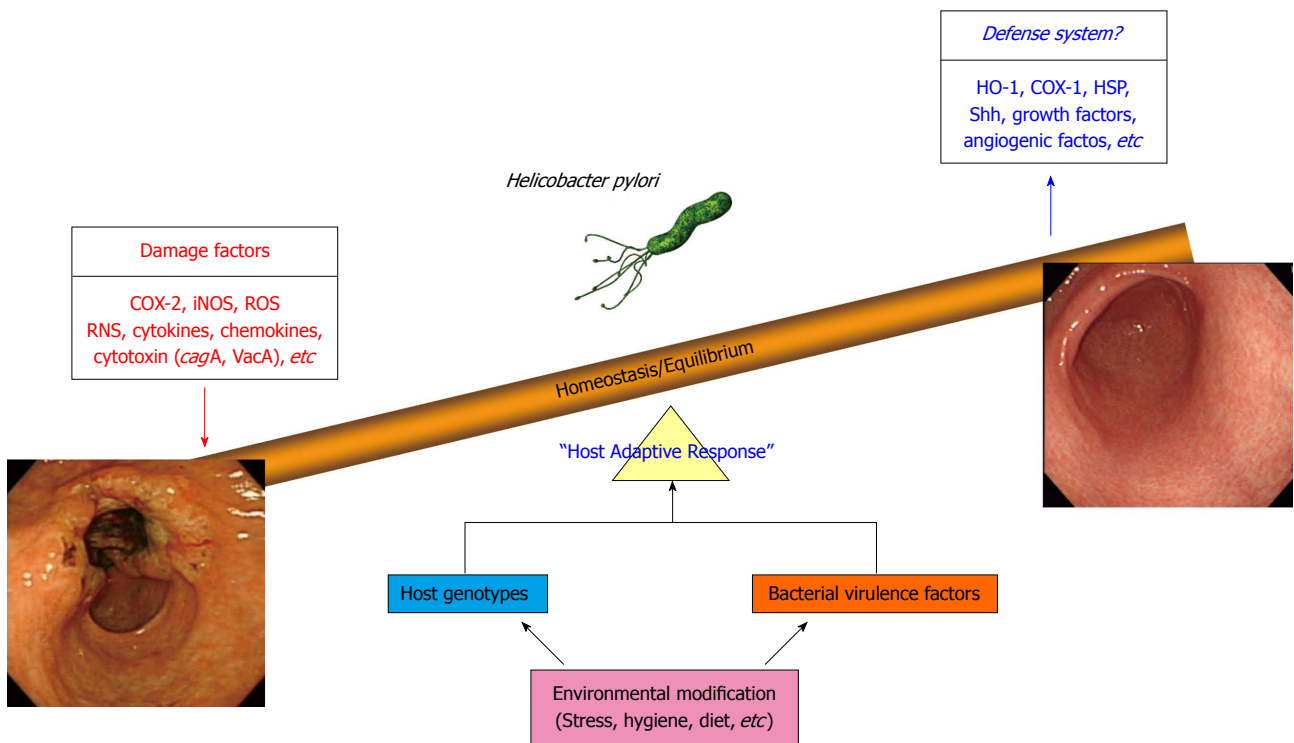 Defense system?
HO-1, COX-1, HSP,
Shh, growth factors,
angiogenic factos, etc
Helicobacter pylori
Damage factors
COX-2, iNOS, ROS
RNS, cytokines, chemokines,
cytotoxin (cagA, VacA), etc
Homeostasis/Equilibrium
“Host Adaptive Response”
Host genotypes
Bacterial virulence factors
Environmental modification
(Stress, hygiene, diet, etc)